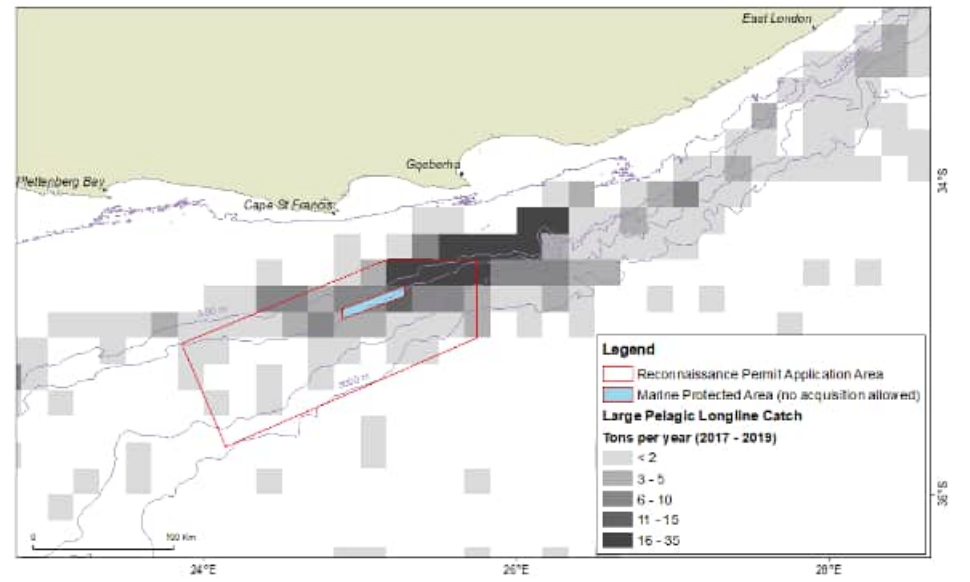 East London
Gqeberha
Plettenberg Bay
Cape St Francis
34°S
Legend
Reconnaissance Permit Application Area
Marine Protected Area (no acquisition allowed)
Large Pelagic Longline Catch
Tons per year (2017 - 2019)
< 2
3 - 5
6 - 10
11 - 15
16 - 35
36°S
0
100 Km
24°E
26°E
28°E